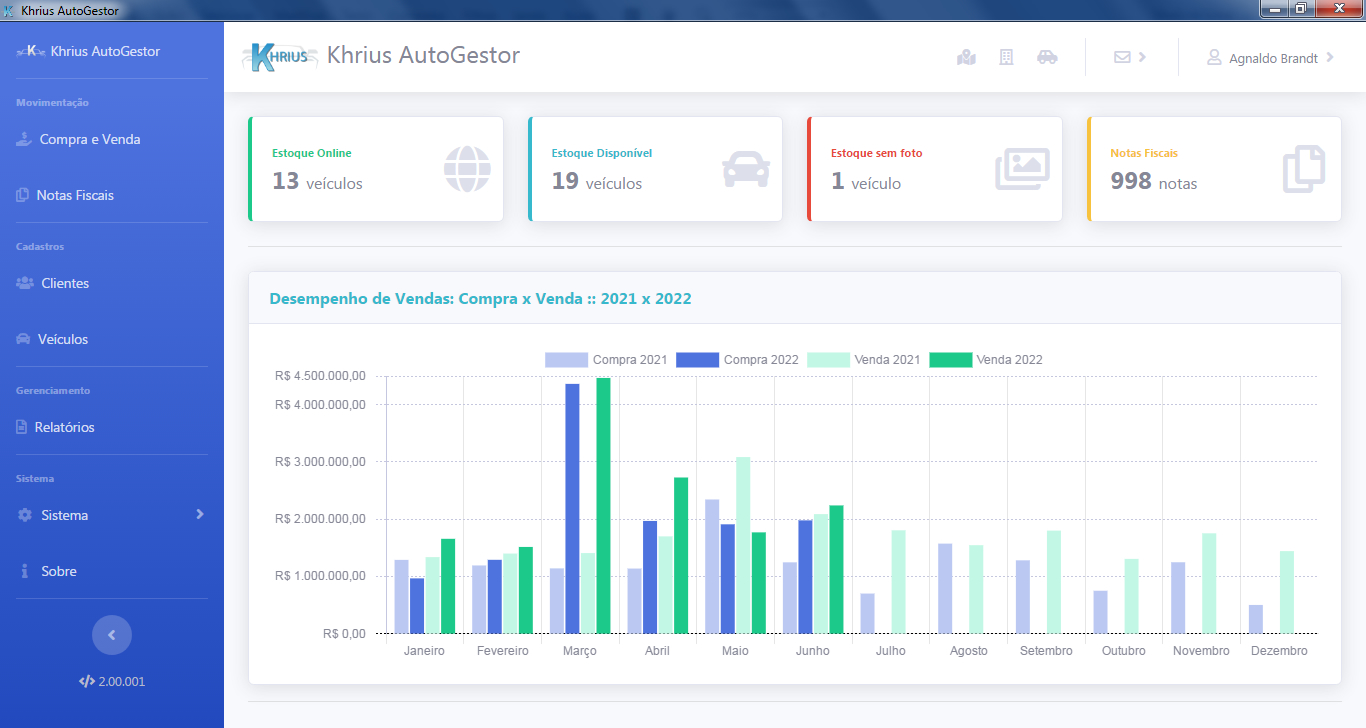 Khrius AutoGestor
K Khrius AutoGestor
Movimentação
Compra e Venda
Notas Fiscais
Cadastros
Clientes
Veículos
Gerenciamento
Relatórios
Sistema
Sistema
Sobre
2.00.001
KHRIUS Khrius AutoGestor
Agnaldo Brandt
Estoque Online
13 veículos
Estoque Disponível
19 veículos
Estoque sem foto
1 veículo
Notas Fiscais
998 notas
Desempenho de Vendas: Compra x Venda :: 2021 x 2022
Compra 2021 Compra 2022 Venda 2021 Venda 2022
R$ 4.500.000,00
R$ 4.000.000,00
R$ 3.000.000,00
R$ 2.000.000,00
R$ 1.000.000,00
R$ 0,00
Janeiro Fevereiro Março Abril Maio Junho Julho Agosto Setembro Outubro Novembro Dezembro